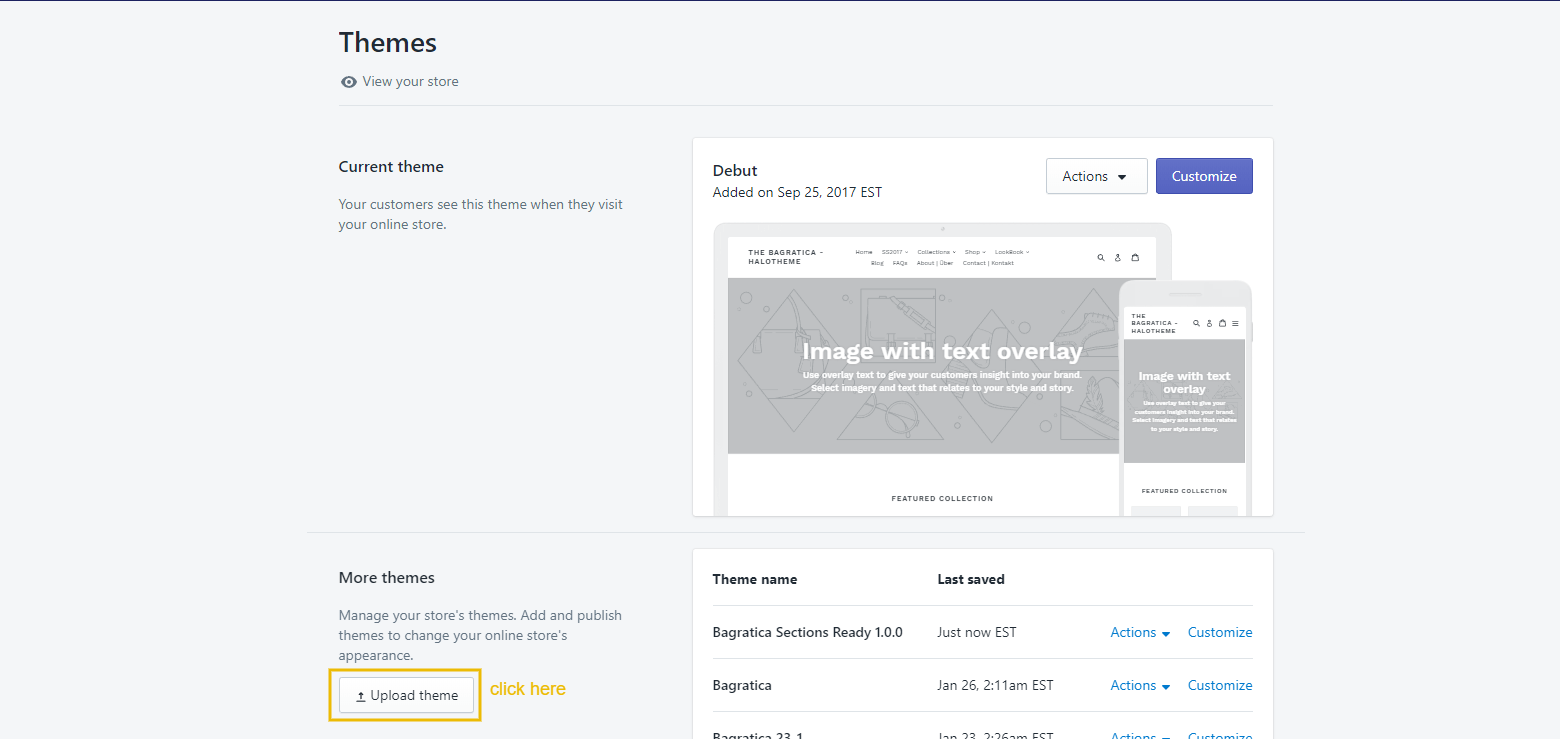 Themes
View your store
Current theme
Your customers see this theme when they visit
your online store.
Debut
Added on Sep 25, 2017 EST
Actions
Customize
THE BAGRATICA -
HALOTHEME
Home SS2017 Collections Shop LookBook
Blog FAQs About | Über Contact | Kontakt
Image with text overlay
Use overlay text to give your customers insight into your brand.
Select imagery and text that relates to your style and story.
FEATURED COLLECTION
THE
BAGRATICA -
HALOTHEME
Image with text
overlay
Use overlay text to give your
customers insight into your brand.
Select imagery and text that relates
to your style and story.
FEATURED COLLECTION
More themes
Manage your store's themes. Add and publish
themes to change your online store's
appearance.
Upload theme
click here
Theme name Last saved
Bagratica Sections Ready 1.0.0 Just now EST Actions Customize
Bagratica Jan 26, 2:11am EST Actions Customize
Bagratica 23-1 Jan 23, 2:26am EST Actions Customize